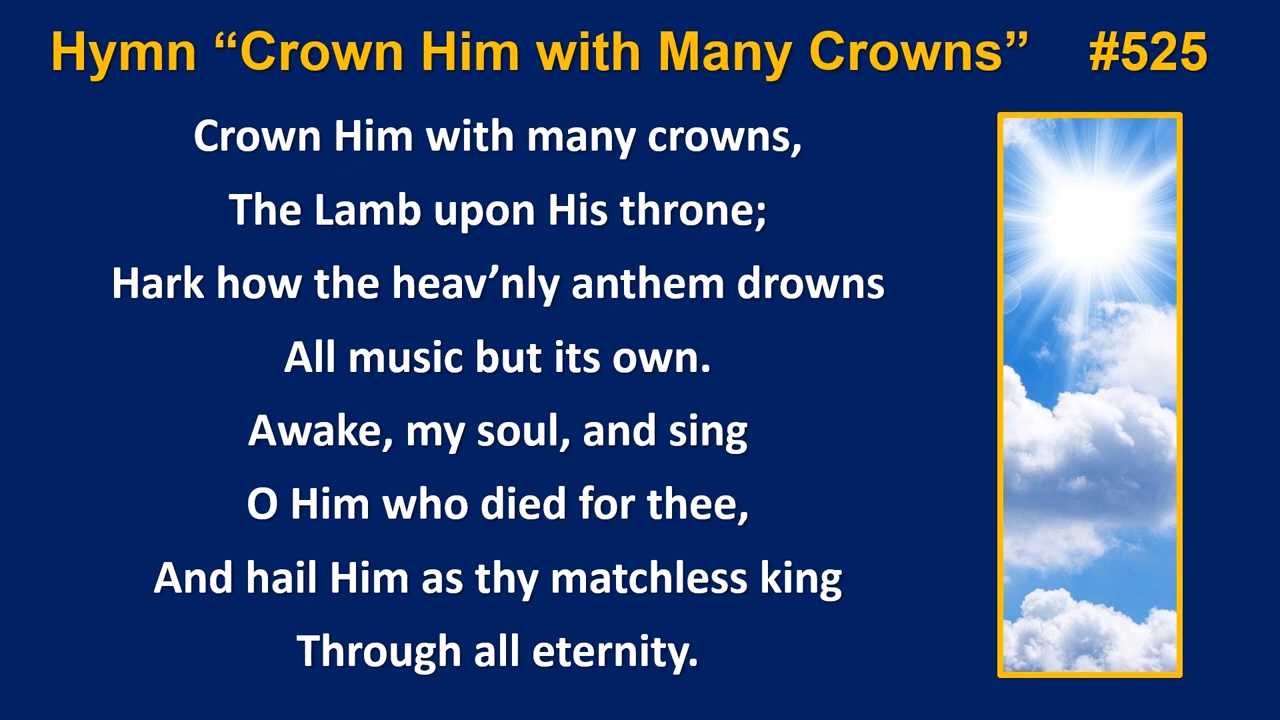 Hymn “Crown Him with Many Crowns” #525
Crown Him with many crowns,
The Lamb upon His throne;
Hark how the heav’nly anthem drowns
All music but its own.
Awake, my soul, and sing
O Him who died for thee,
And hail Him as thy matchless king
Through all eternity.